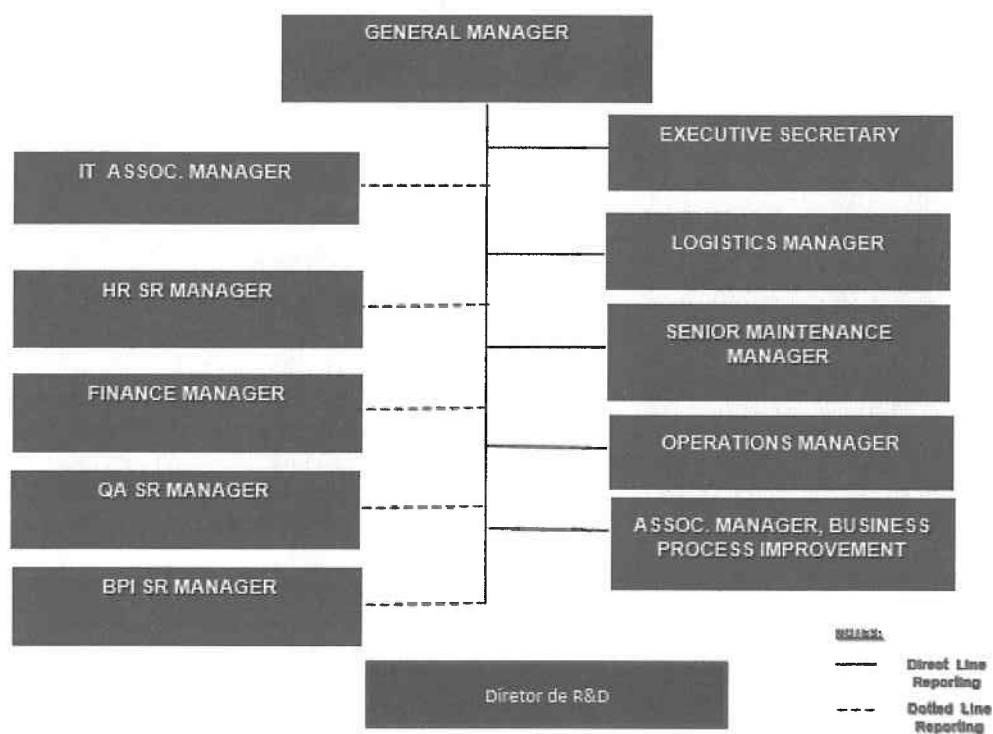 GENERAL MANAGER
EXECUTIVE SECRETARY
IT ASSOC. MANAGER
LOGISTICS MANAGER
HR SR MANAGER
SENIOR MAINTENANCE
MANAGER
FINANCE MANAGER
OPERATIONS MANAGER
QA SR MANAGER
ASSOC. MANAGER, BUSINESS
PROCESS IMPROVEMENT
BPI SR MANAGER
NOTES:
Direct Line
Reporting
Dotted Line
Reporting
Diretor de R&D